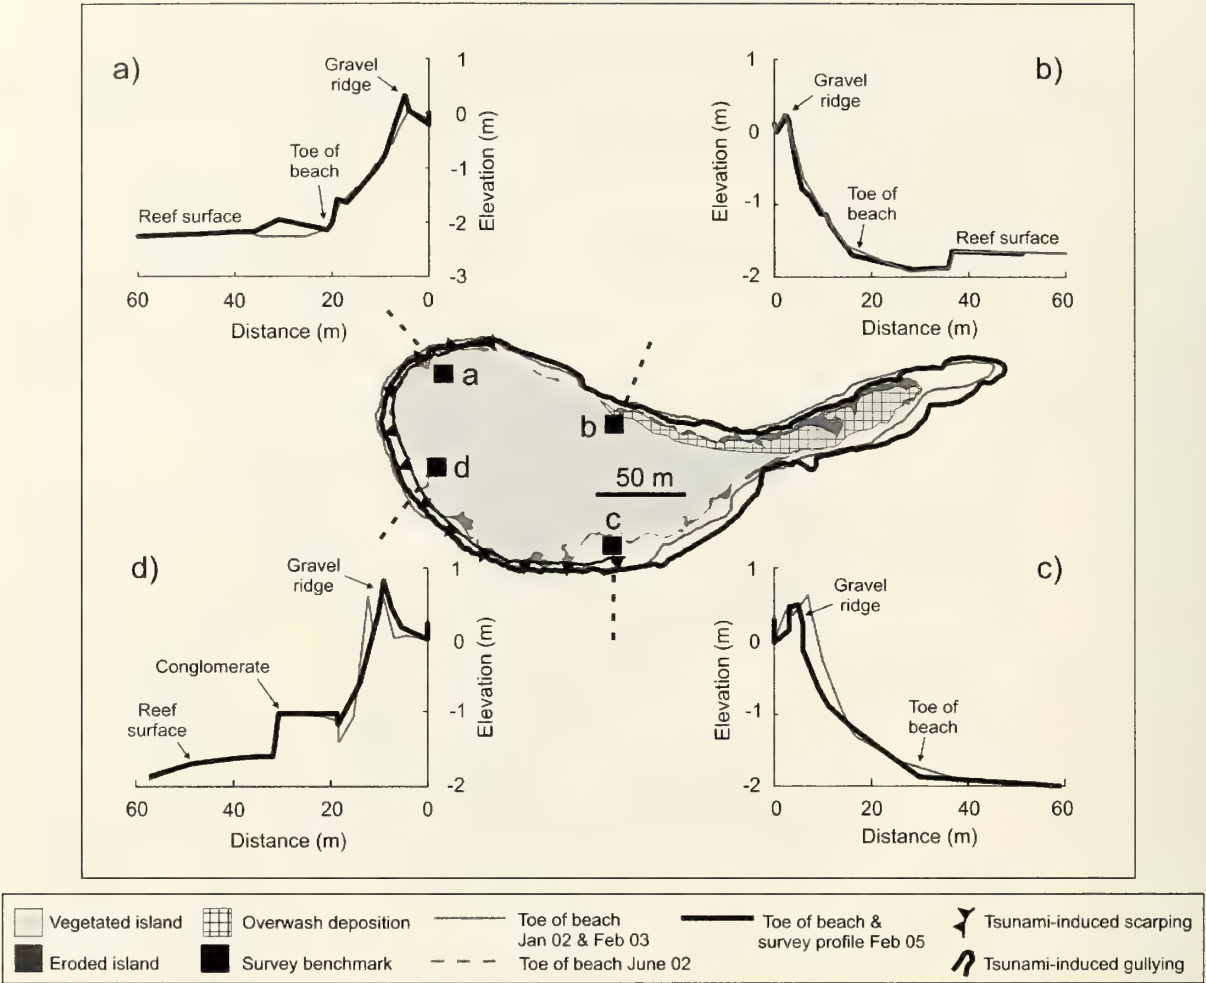 a)
Gravel
ridge
Toe of
beach
Reef surface
1
0
-1
-2
-3
Elevation (m)
60 40 20 0
Distance (m)
b)
Gravel
ridge
Toe of
beach
Reef surface
1
0
-1
-2
Elevation (m)
0 20 40 60
Distance (m)
a
b
d
50 m
c
d)
Gravel
ridge
Conglomerate
Reef
surface
1
0
-1
-2
Elevation (m)
60 40 20 0
Distance (m)
c)
Gravel
ridge
Toe of
beach
1
0
-1
-2
Elevation (m)
0 20 40 60
Distance (m)
Vegetated island
Eroded island
Overwash deposition
Survey benchmark
Toe of beach
Jan 02 & Feb 03
Toe of beach June 02
Toe of beach &
survey profile Feb 05
Tsunami-induced scarping
Tsunami-induced gullying